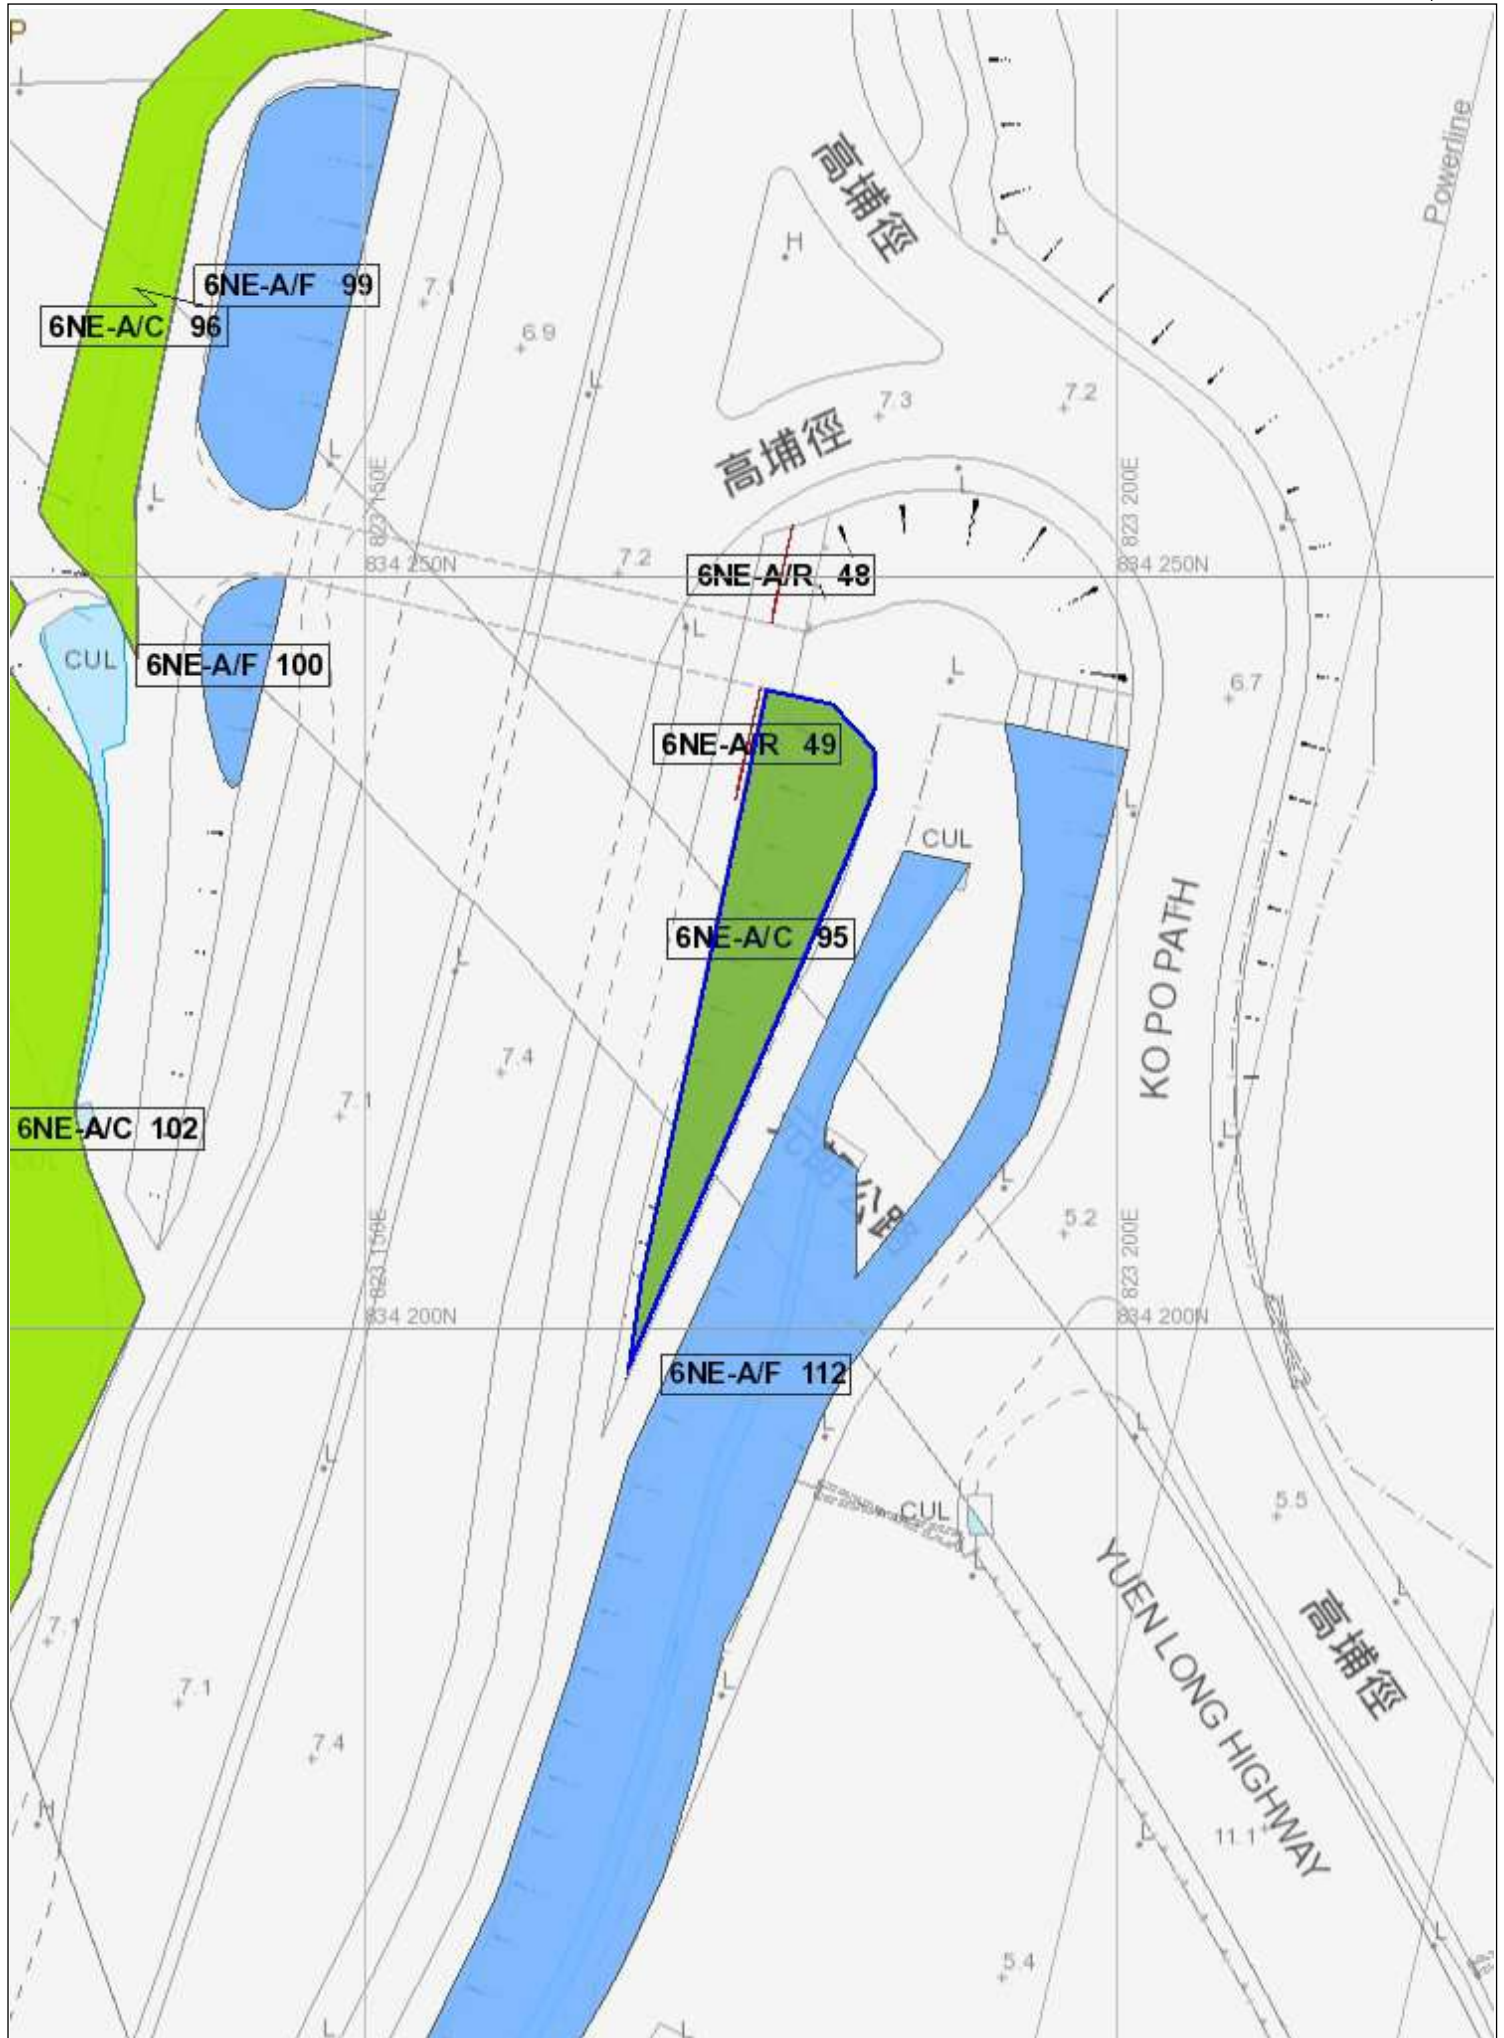 P
L
Powerline
高埔徑
H
6NE-A/F 99
7.1
6NE-A/C 96
6.9
L
7.3
7.2
高埔徑
L
L
L
L
823 150E
823 200E
L
7.2
834 250N
6NE-A/R 48
834 250N
L
CUL
6NE-A/F 100
L
6.7
6NE-A/R 49
L
CUL
6NE-A/C 95
L
KO PO PATH
7.4
7.1
6NE-A/C 102
L
公路
L
5.2
823 150E
823 200E
834 200N
834 200N
6NE-A/F 112
L
L
L
CUL
5.5
L
YUEN LONG HIGHWAY
高埔徑
L
7.1
L
7.1
7.4
H
L
11.1
L
5.4
L
L